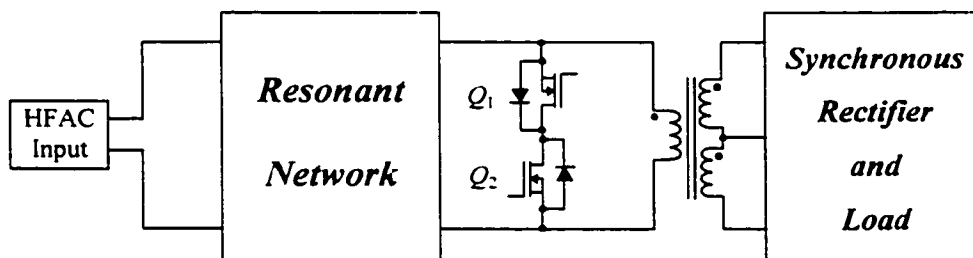 HFAC
Input
Resonant
Network
Q1
Q2
Synchronous
Rectifier
and
Load